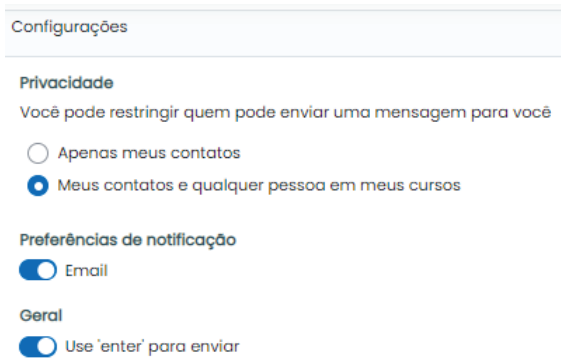 Configurações
Privacidade
Você pode restringir quem pode enviar uma mensagem para você
Apenas meus contatos
Meus contatos e qualquer pessoa em meus cursos
Preferências de notificação
Email
Geral
Use 'enter' para enviar